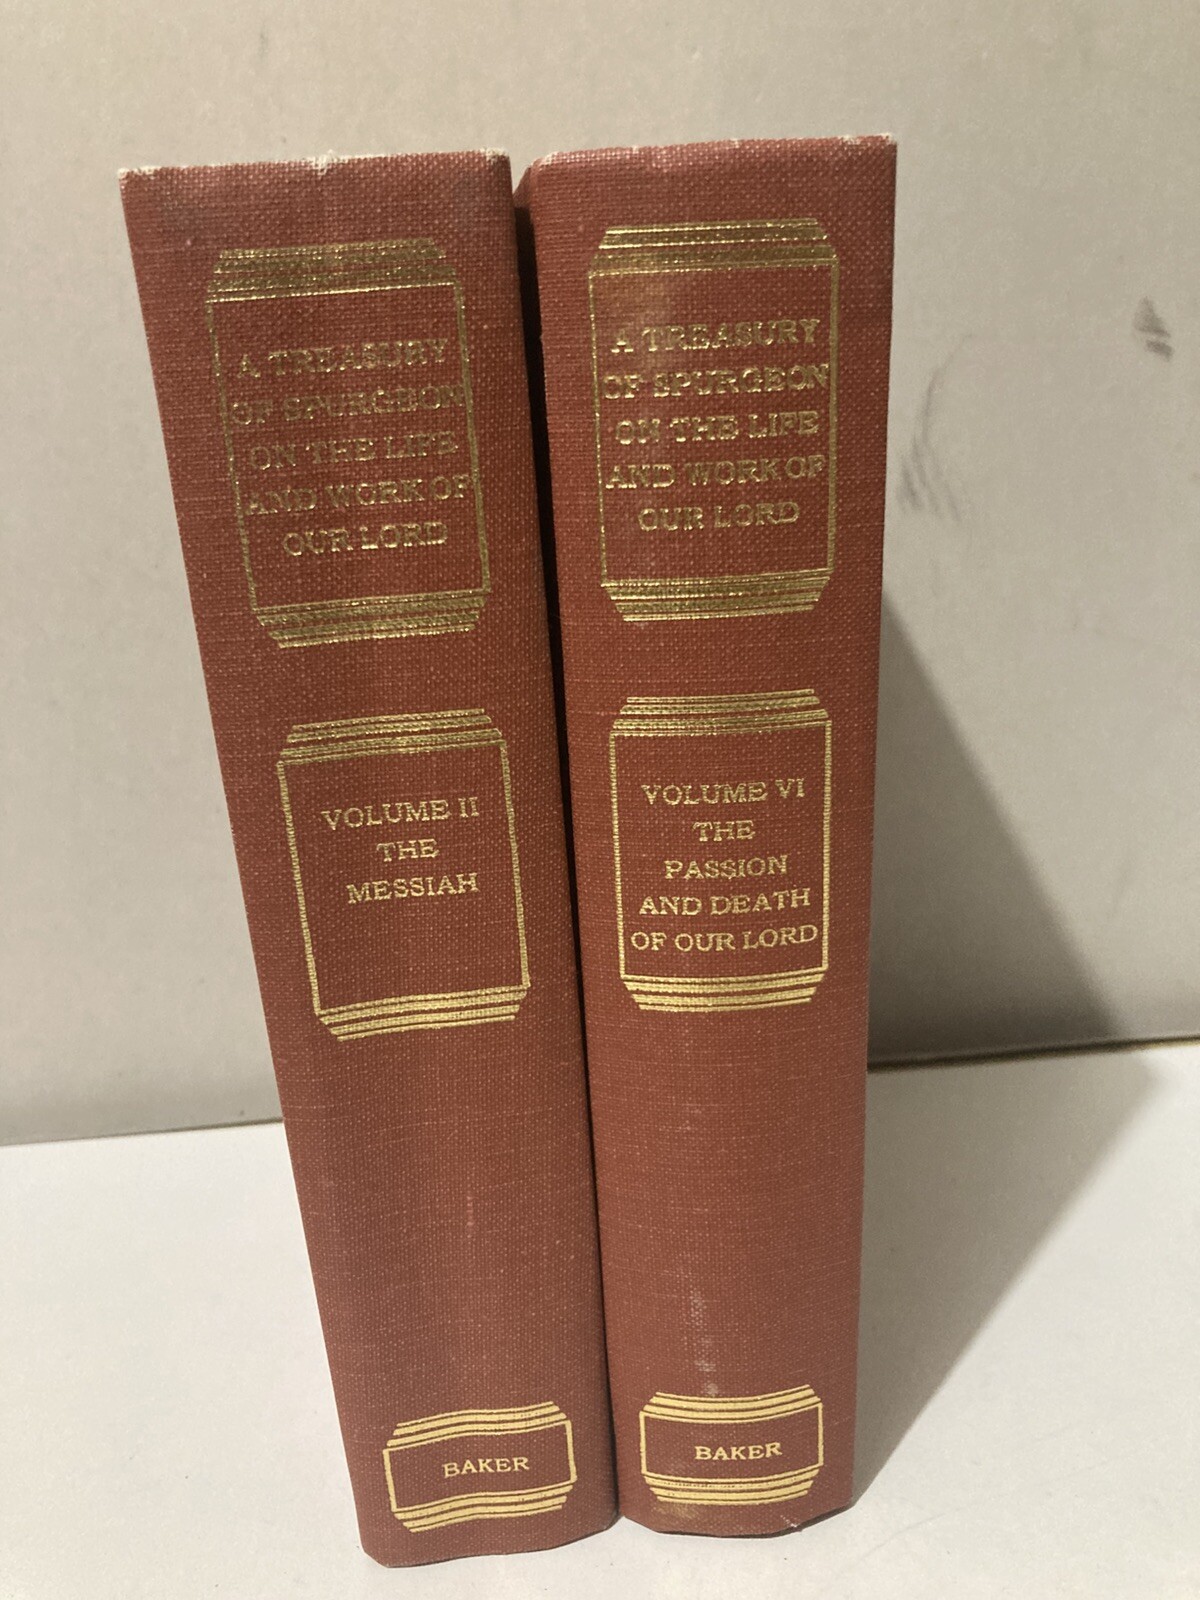 A TREASURY
OF SPURGEON
ON THE LIFE
AND WORK OF
OUR LORD
VOLUME II
THE
MESSIAH
BAKER
A TREASURY
OF SPURGEON
ON THE LIFE
AND WORK OF
OUR LORD
VOLUME VI
THE
PASSION
AND DEATH
OF OUR LORD
BAKER